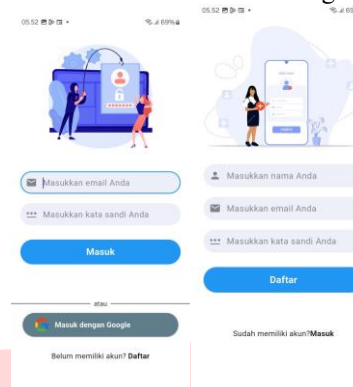 05.52
69%
Masukkan email Anda
Masukkan kata sandi Anda
Masuk
atau
Masuk dengan Google
Belum memiliki akun? Daftar
05.52
Masukkan nama Anda
Masukkan email Anda
Masukkan kata sandi Anda
Daftar
Sudah memiliki akun?Masuk